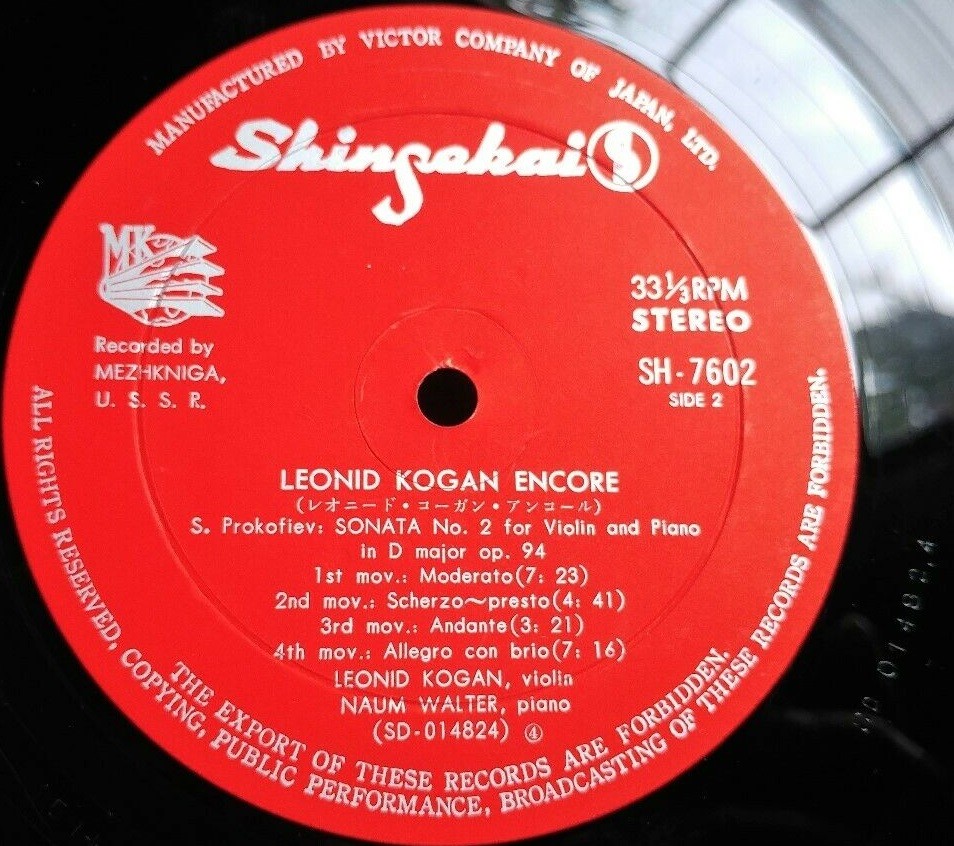 MANUFACTURED BY VICTOR COMPANY OF JAPAN, LTD.
Shinsekai S
MK
Recorded by
MEZHKNIGA,
U. S. S. R.
33 1/3 RPM
STEREO
SH-7602
SIDE 2
LEONID KOGAN ENCORE
(レオニード・コーガン・アンコール)
S. Prokofiev: SONATA No. 2 for Violin and Piano
in D major op. 94
1st mov.: Moderato(7: 23)
2nd mov.: Scherzo~presto(4: 41)
3rd mov.: Andante(3: 21)
4th mov.: Allegro con brio(7: 16)
LEONID KOGAN, violin
NAUM WALTER, piano
(SD-014824) ④
THE EXPORT OF THESE RECORDS ARE FORBIDDEN.
ALL RIGHTS RESERVED, COPYING, PUBLIC PERFORMANCE, BROADCASTING OF THESE RECORDS ARE FORBIDDEN.